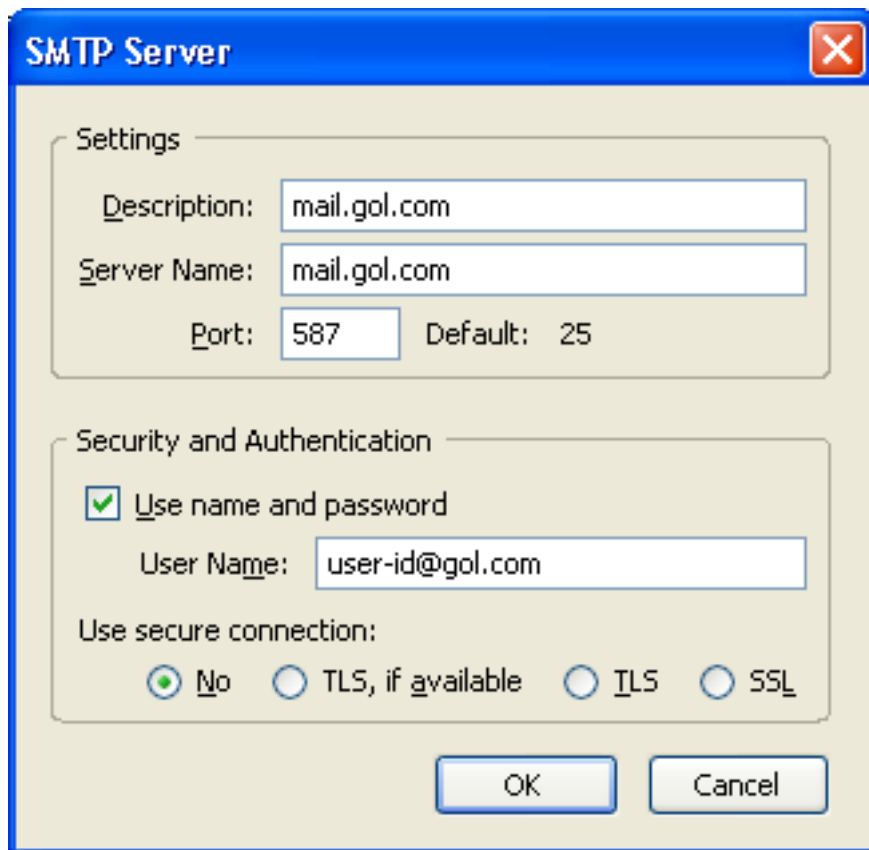 SMTP Server
Settings
Description: mail.gol.com
Server Name: mail.gol.com
Port: 587 Default: 25
Security and Authentication
Use name and password
User Name: user-id@gol.com
Use secure connection:
No TLS, if available TLS SSL
OK Cancel